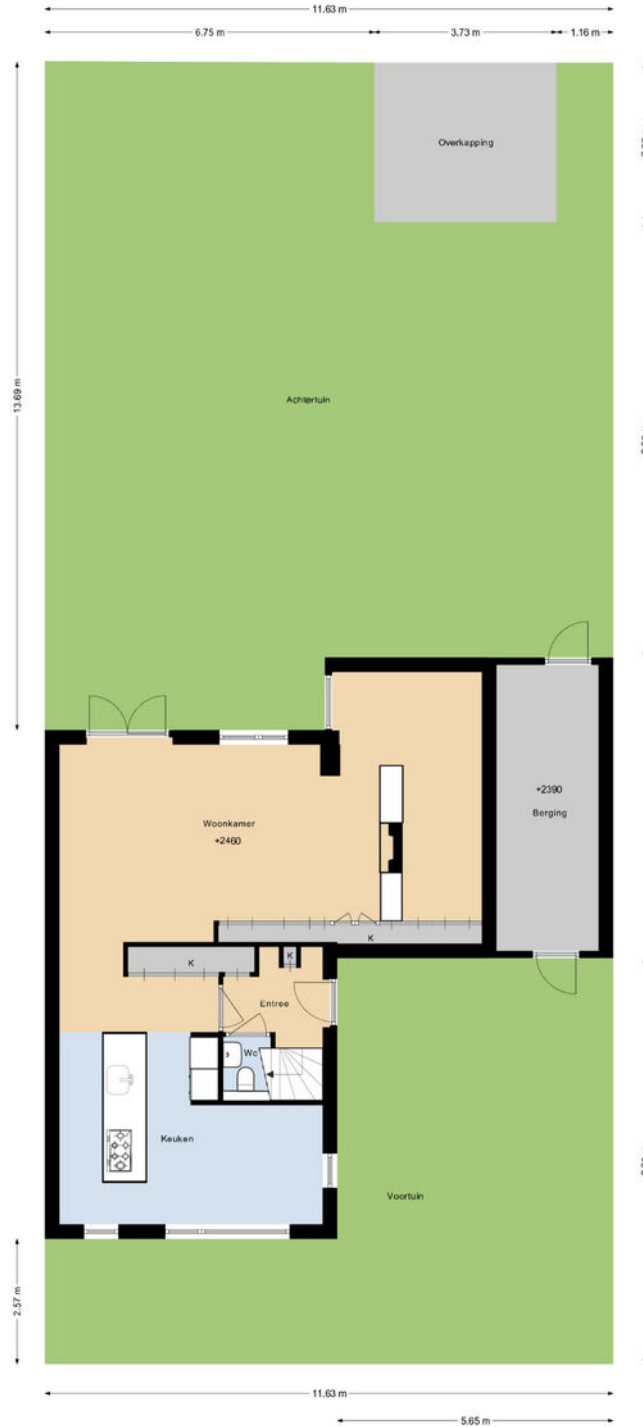 11.63 m
6.75 m
3.73 m
1.16 m
Overkapping
13.69 m
Achtertuin
+2390
Berging
Woonkamer
+2460
K
K
K
Entree
Wc
Keuken
Voortuin
2.57 m
11.63 m
5.65 m